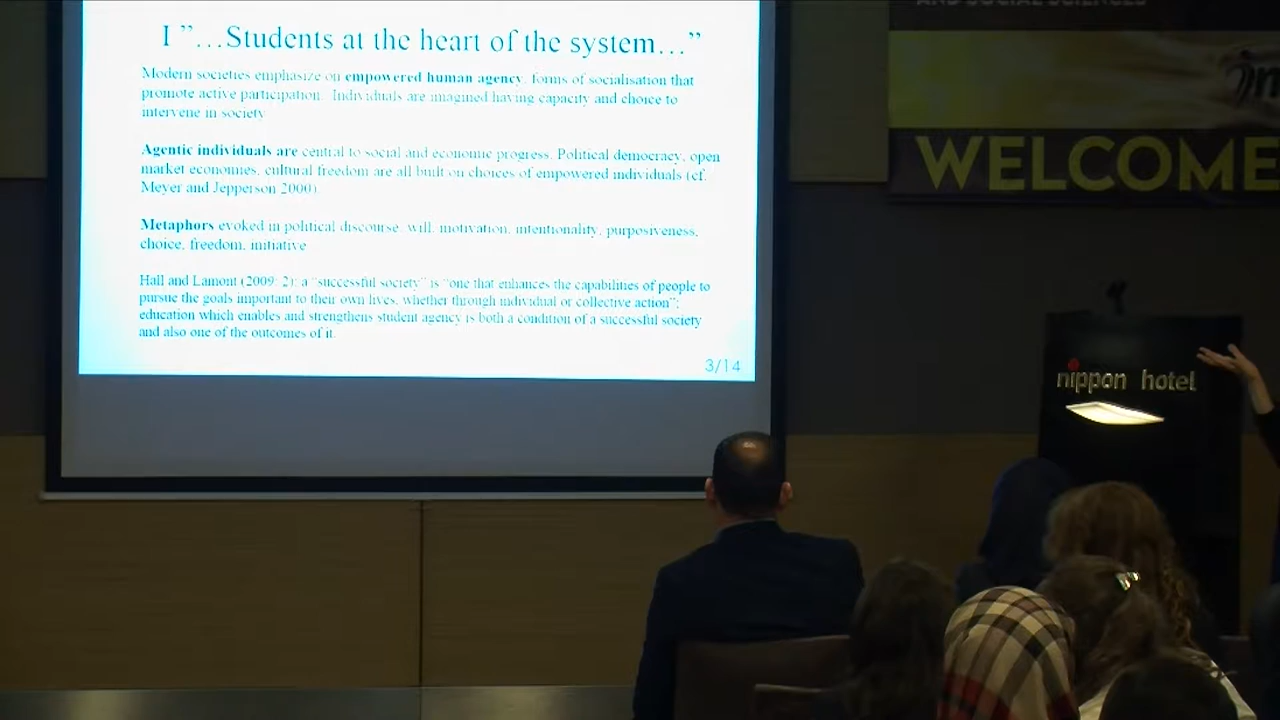 AND SOCIAL SCIENCES
I ”...Students at the heart of the system...”
Modern societies emphasize on empowered human agency, forms of socialisation that
promote active participation. Individuals are imagined having capacity and choice to
intervene in society
Agentic individuals are central to social and economic progress. Political democracy, open
market economies, cultural freedom are all built on choices of empowered individuals (cf.
Meyer and Jepperson 2000)
Metaphors evoked in political discourse: will, motivation, intentionality, purposiveness,
choice, freedom, initiative
Hall and Lamont (2009: 2): a “successful society” is “one that enhances the capabilities of people to
pursue the goals important to their own lives, whether through individual or collective action”;
education which enables and strengthens student agency is both a condition of a successful society
and also one of the outcomes of it.
3/14
WELCOME
nippon hotel